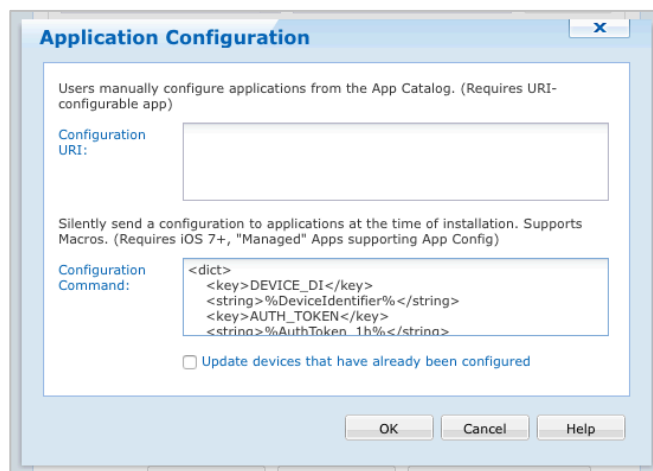 Application Configuration
X
Users manually configure applications from the App Catalog. (Requires URI-
configurable app)
Configuration
URI:
Silently send a configuration to applications at the time of installation. Supports
Macros. (Requires iOS 7+, "Managed" Apps supporting App Config)
Configuration
Command:
<dict>
<key>DEVICE_DI</key>
<string>%DeviceIdentifier%</string>
<key>AUTH_TOKEN</key>
<string>%AuthToken_1h%</string>
Update devices that have already been configured
OK Cancel Help